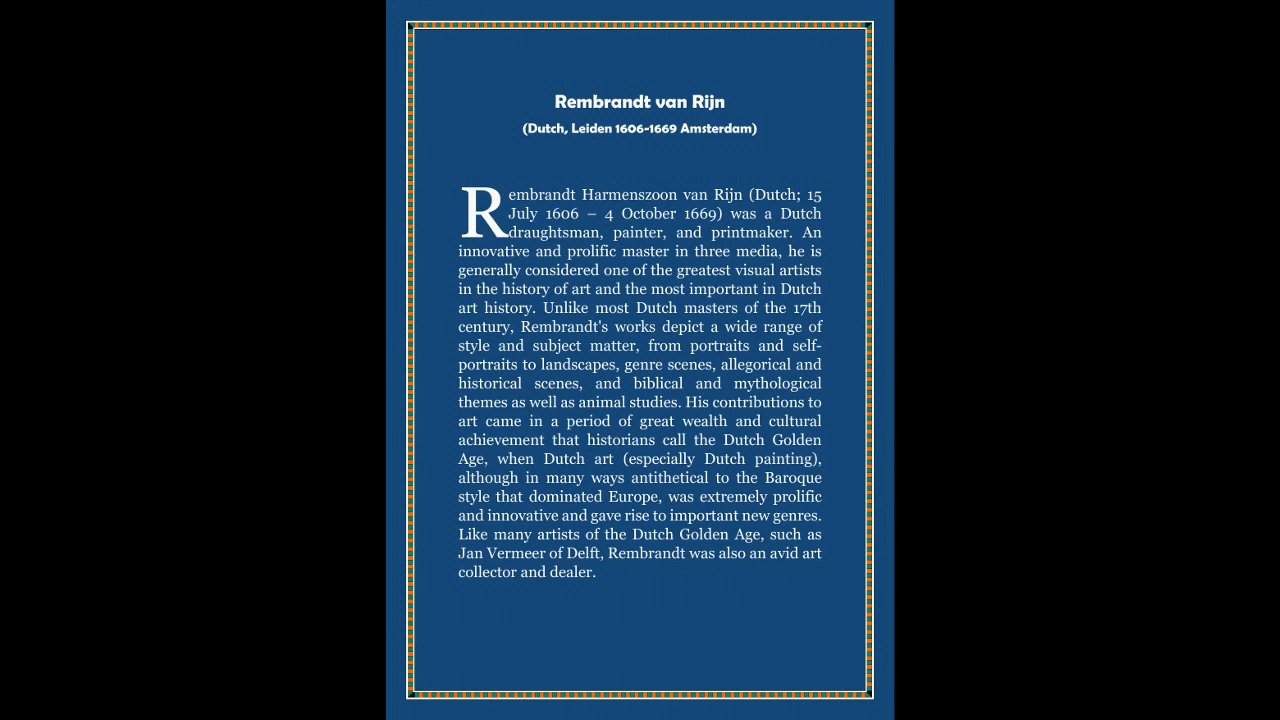 Rembrandt van Rijn
(Dutch, Leiden 1606-1669 Amsterdam)
Rembrandt Harmenszoon van Rijn (Dutch; 15
July 1606 – 4 October 1669) was a Dutch
draughtsman, painter, and printmaker. An
innovative and prolific master in three media, he is
generally considered one of the greatest visual artists
in the history of art and the most important in Dutch
art history. Unlike most Dutch masters of the 17th
century, Rembrandt's works depict a wide range of
style and subject matter, from portraits and self-
portraits to landscapes, genre scenes, allegorical and
historical scenes, and biblical and mythological
themes as well as animal studies. His contributions to
art came in a period of great wealth and cultural
achievement that historians call the Dutch Golden
Age, when Dutch art (especially Dutch painting),
although in many ways antithetical to the Baroque
style that dominated Europe, was extremely prolific
and innovative and gave rise to important new genres.
Like many artists of the Dutch Golden Age, such as
Jan Vermeer of Delft, Rembrandt was also an avid art
collector and dealer.